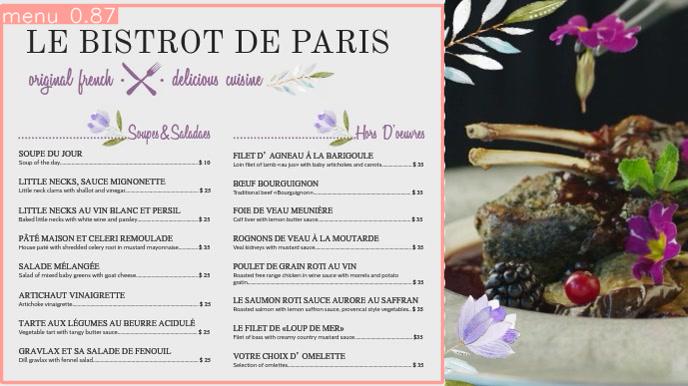 menu 0.87
LE BISTROT DE PARIS
original french delicious cuisine
Soupes & Saladaes
SOUPE DU JOUR
Soup of the day $ 10
LITTLE NECKS, SAUCE MIGNONETTE
Little neck clams with shallot and vinegar $ 25
LITTLE NECKS AU VIN BLANC ET PERSIL
Baked little necks with white wine and parsley $ 25
PÂTÉ MAISON ET CELERI REMOULADE
House paté with shredded celery root in mustard mayonnaise $ 35
SALADE MÉLANGÉE
Salad of mixed baby greens with goat cheese $ 25
ARTICHAUT VINAIGRETTE
Artichoke vinaigrette $ 25
TARTE AUX LÉGUMES AU BEURRE ACIDULÉ
Vegetable tart with tangy butter sauce $ 25
GRAVLAX ET SA SALADE DE FENOUIL
Dill gravlax with fennel salad $ 25
Hors D'oeuvres
FILET D' AGNEAU À LA BARIGOULE
Loin filet of lamb «au jus» with baby artichokes and carrots $ 35
BŒUF BOURGUIGNON
Traditional beef «Bourguignon» $ 35
FOIE DE VEAU MEUNIÈRE
Calf liver with lemon butter sauce $ 35
ROGNONS DE VEAU À LA MOUTARDE
Veal kidneys with mustard sauce $ 35
POULET DE GRAIN ROTI AU VIN
Roasted free range chicken in wine sauce with morrels and potato
gratin $ 35
LE SAUMON ROTI SAUCE AURORE AU SAFFRAN
Roasted salmon with lemon saffron sauce, provencal style vegetables $ 35
LE FILET DE «LOUP DE MER»
Filet of bass with creamy country mustard sauce $35
VOTRE CHOIX D' OMELETTE
Selection of omelettes $ 35